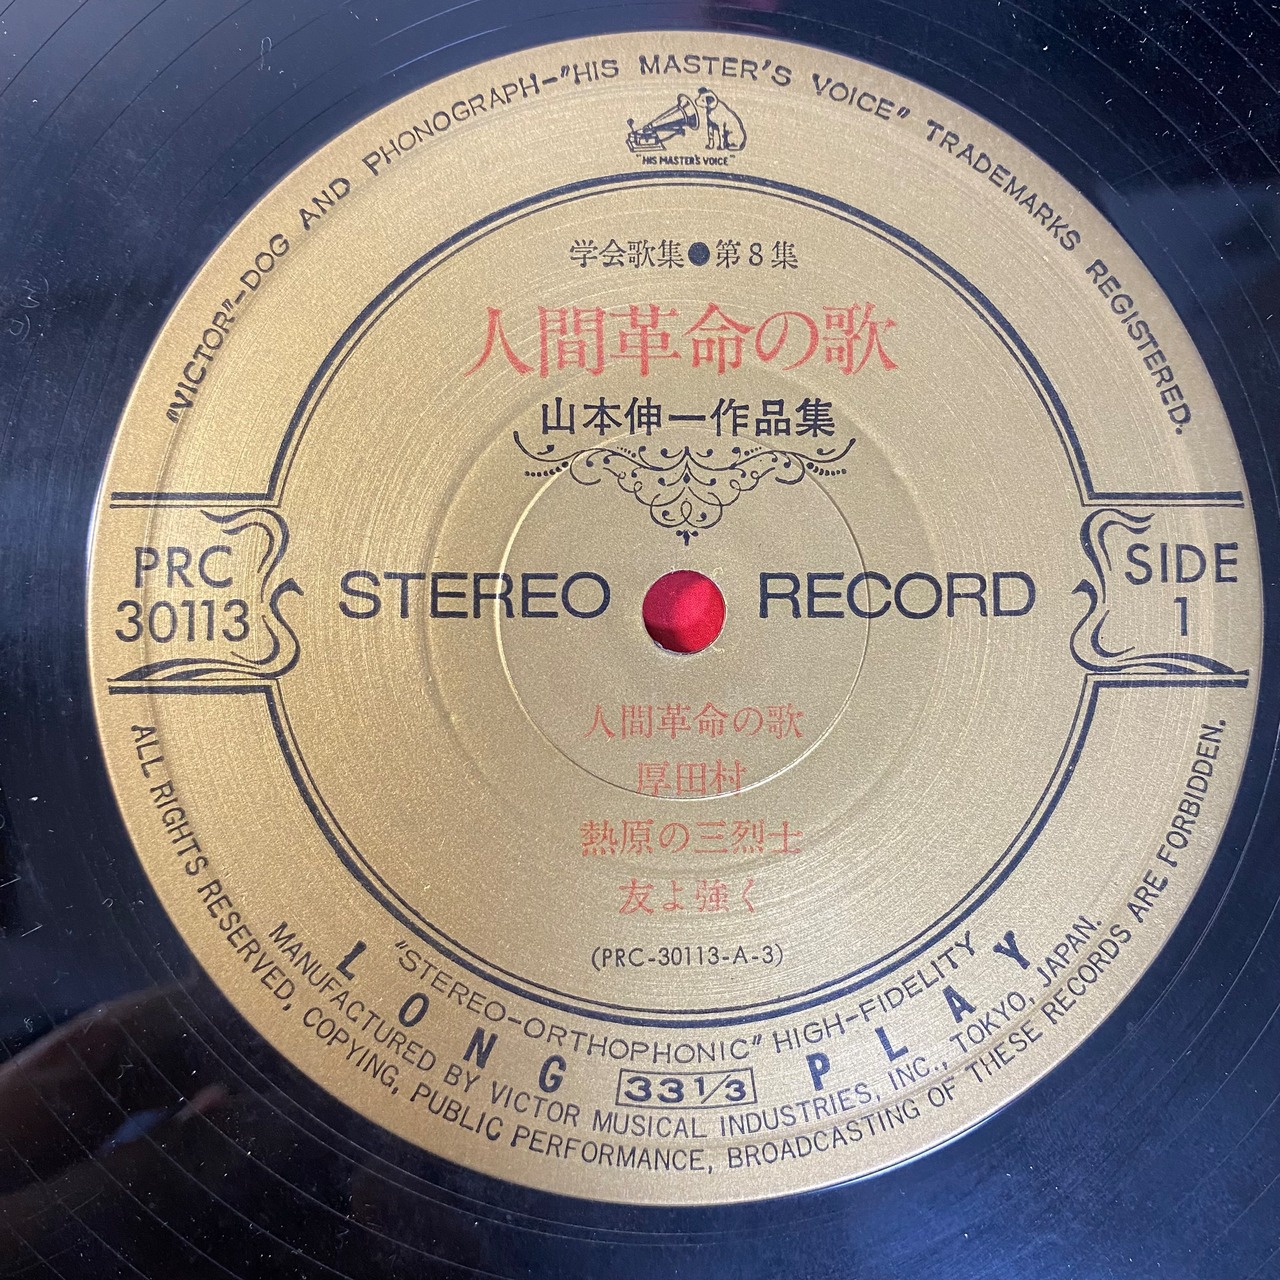 "VICTOR"–DOG AND PHONOGRAPH–"HIS MASTER'S VOICE" TRADEMARKS REGISTERED.
"HIS MASTER'S VOICE"
学会歌集●第8集
人間革命の歌
山本伸一作品集
PRC
30113
STEREO RECORD
SIDE
1
人間革命の歌
厚田村
熱原の三烈士
友よ強く
(PRC-30113-A-3)
"STEREO–ORTHOPHONIC" HIGH–FIDELITY
LONG 33 1/3 PLAY
MANUFACTURED BY VICTOR MUSICAL INDUSTRIES, INC., TOKYO, JAPAN.
ALL RIGHTS RESERVED, COPYING, PUBLIC PERFORMANCE, BROADCASTING OF THESE RECORDS ARE FORBIDDEN.